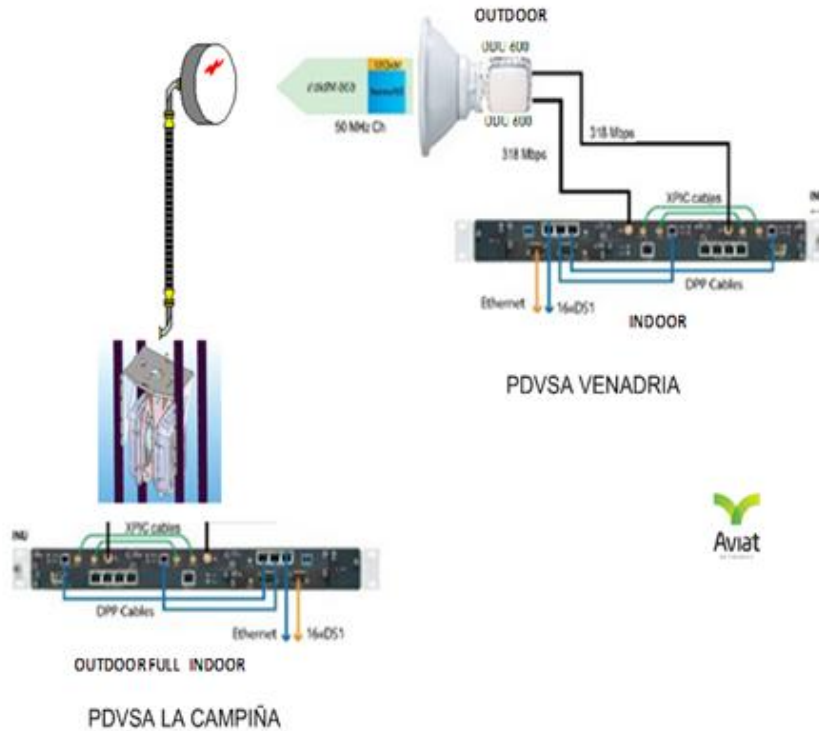 OUTDOOR
ODU 600
50 MHz Ch
ODU 600
318 Mbps
318 Mbps
XPIC cables
DPP Cables
Ethernet
16xDS1
INDOOR
PDVSA VENADRIA
Aviat
INU
XPIC cables
DPP Cables
Ethernet
16xDS1
OUTDOOR FULL INDOOR
PDVSA LA CAMPIÑA